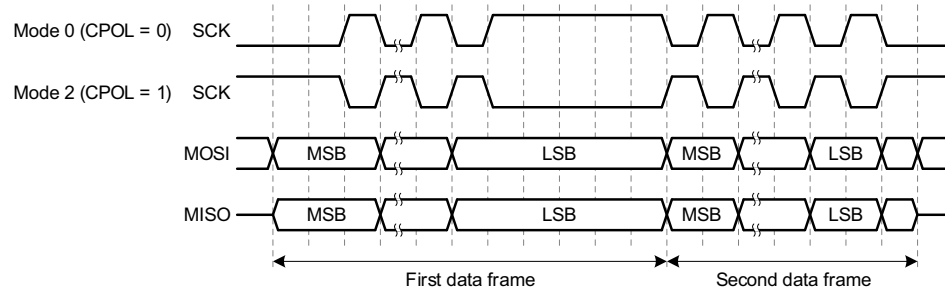 Mode 0 (CPOL = 0) SCK
Mode 2 (CPOL = 1) SCK
MOSI MSB LSB MSB LSB
MISO MSB LSB MSB LSB
First data frame Second data frame